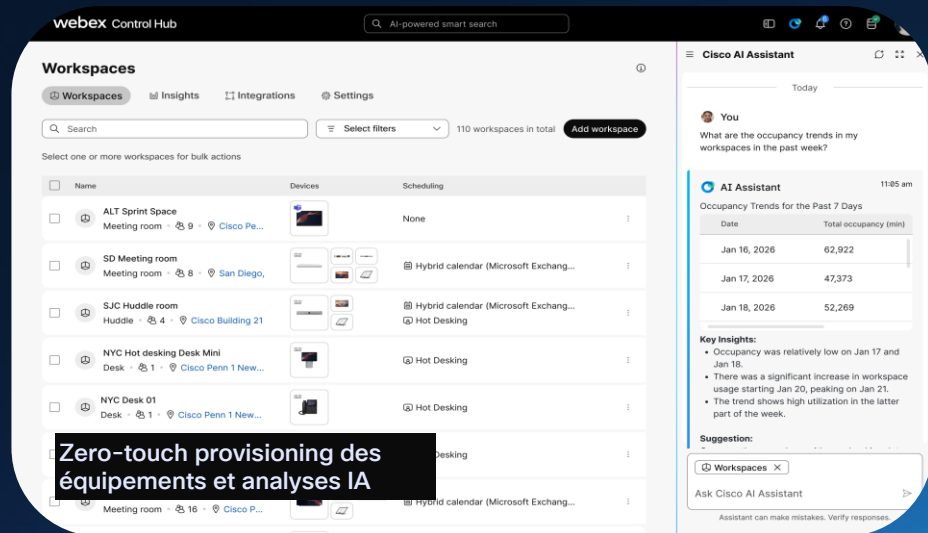 webex Control Hub
AI-powered smart search
Workspaces
Workspaces
Insights
Integrations
Settings
Search
Select filters
110 workspaces in total
Add workspace
Select one or more workspaces for bulk actions
Name
Devices
Scheduling
ALT Sprint Space
Meeting room · 9 · Cisco Pe...
None
SD Meeting room
Meeting room · 8 · San Diego,
Hybrid calendar (Microsoft Exchang...
SJC Huddle room
Huddle · 4 · Cisco Building 21
Hybrid calendar (Microsoft Exchang...
Hot Desking
NYC Hot desking Desk Mini
Desk · 1 · Cisco Penn 1 New...
Hot Desking
NYC Desk 01
Desk · 1 · Cisco Penn 1 New...
Hot Desking
Desking
Zero-touch provisioning des
équipements et analyses IA
Meeting room · 16 · Cisco P...
Hybrid calendar (Microsoft Exchang...
Cisco AI Assistant
Today
You
What are the occupancy trends in my
workspaces in the past week?
AI Assistant
11:05 am
Occupancy Trends for the Past 7 Days
Date
Total occupancy (min)
Jan 16, 2026
62,922
Jan 17, 2026
47,373
Jan 18, 2026
52,269
Key Insights:
• Occupancy was relatively low on Jan 17 and
Jan 18.
• There was a significant increase in workspace
usage starting Jan 20, peaking on Jan 21.
• The trend shows high utilization in the latter
part of the week.
Suggestion:
Workspaces
Ask Cisco AI Assistant
Assistant can make mistakes. Verify responses.